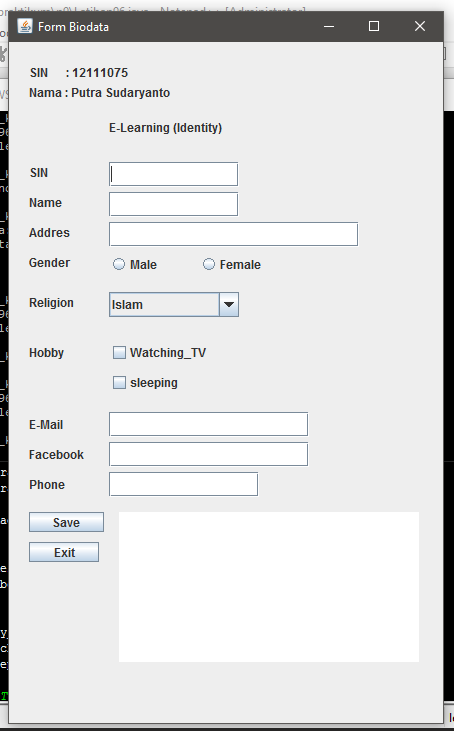 Form Biodata
SIN : 12111075
Nama : Putra Sudaryanto
E-Learning (Identity)
SIN
Name
Addres
Gender Male Female
Religion Islam
Hobby Watching_TV
sleeping
E-Mail
Facebook
Phone
Save
Exit